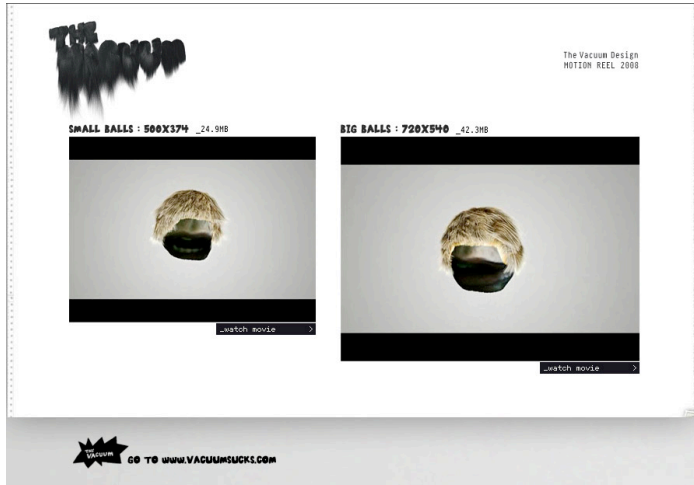 THE
VACUUM
The Vacuum Design
MOTION REEL 2008
SMALL BALLS : 500X374 _24.9MB
BIG BALLS : 720X540 _42.3MB
_watch movie >
_watch movie >
THE
VACUUM
GO TO WWW.VACUUMSUCKS.COM